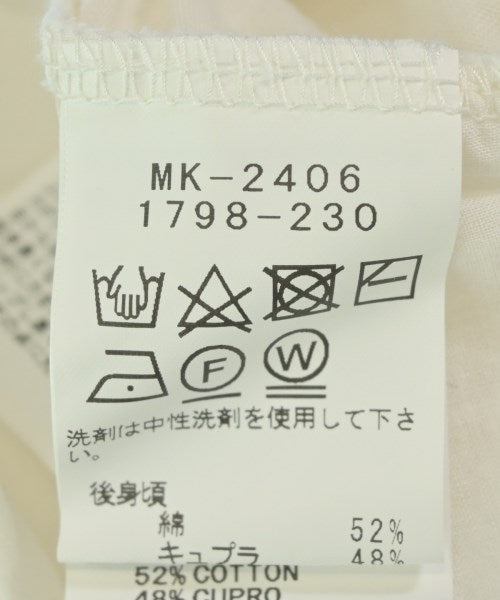 MK-2406
1798-230
F W
洗剤は中性洗剤を使用して下さ
い。
後身頃
綿 52%
キュプラ 48%
52% COTTON
48% CUPRO